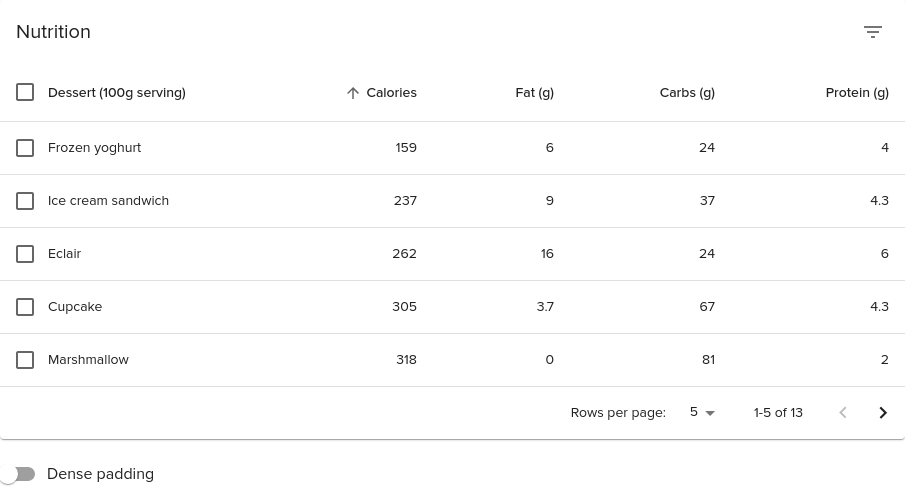 Nutrition
Dessert (100g serving) Calories Fat (g) Carbs (g) Protein (g)
Frozen yoghurt 159 6 24 4
Ice cream sandwich 237 9 37 4.3
Eclair 262 16 24 6
Cupcake 305 3.7 67 4.3
Marshmallow 318 0 81 2
Rows per page: 5 1-5 of 13
Dense padding